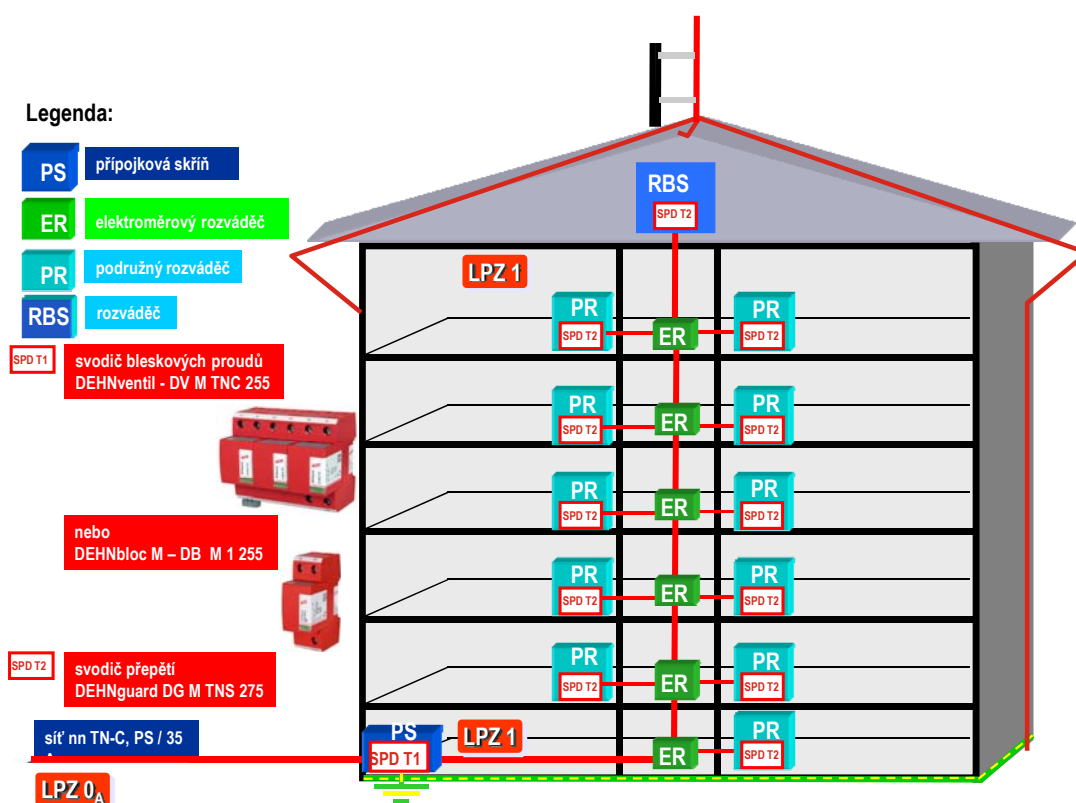 Legenda:
PS
přípojková skříň
ER
elektroměrový rozváděč
PR
podružný rozváděč
RBS
rozváděč
SPD T1
svodič bleskových proudů
DEHNventil - DV M TNC 255
nebo
DEHNbloc M – DB M 1 255
SPD T2
svodič přepětí
DEHNguard DG M TNS 275
síť nn TN-C, PS / 35
LPZ 0A
RBS
SPD T2
LPZ 1
PR
SPD T2
ER
PR
SPD T2
PR
SPD T2
ER
PR
SPD T2
PR
SPD T2
ER
PR
SPD T2
PR
SPD T2
ER
PR
SPD T2
PR
SPD T2
ER
PR
SPD T2
PS
SPD T1
LPZ 1
ER
PR
SPD T2